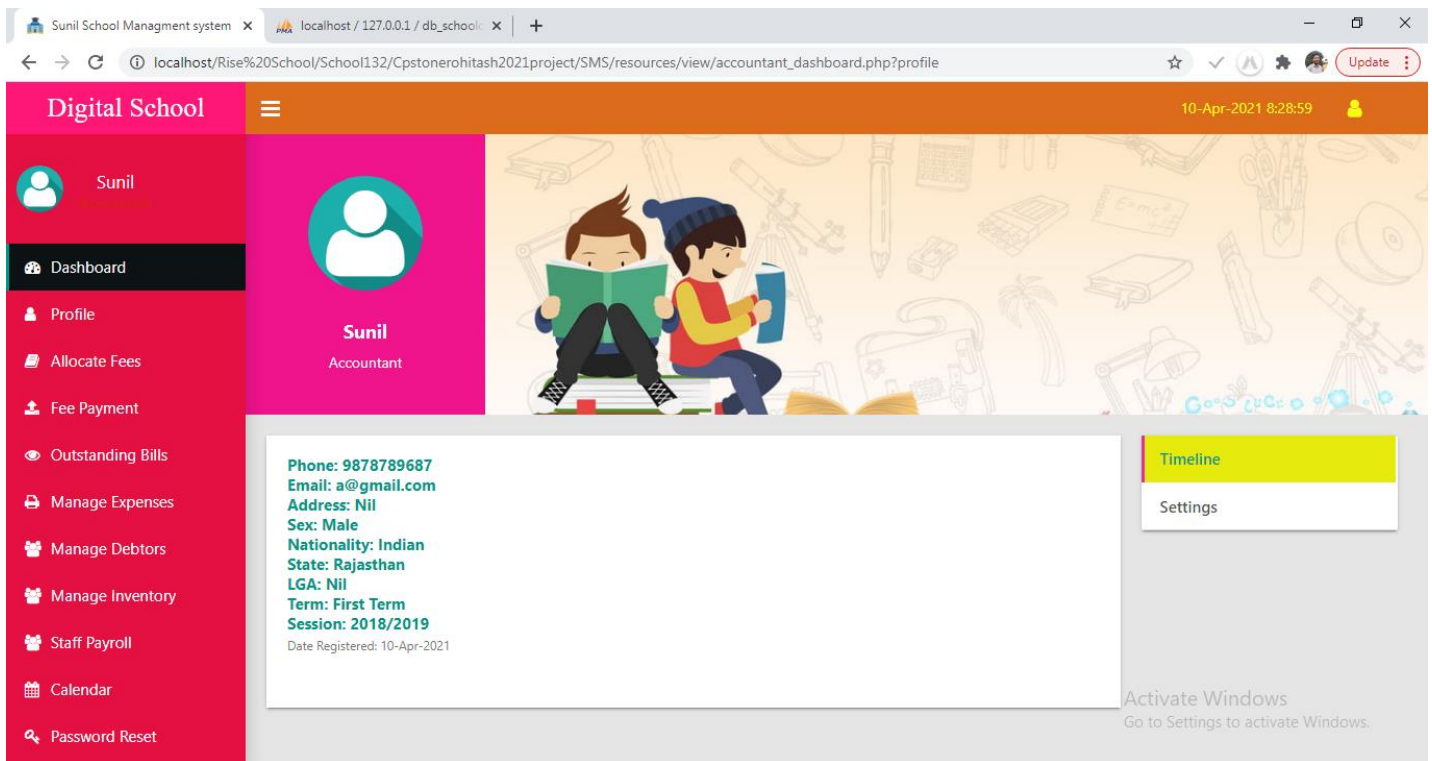 Sunil School Managment system
localhost / 127.0.0.1 / db_school
localhost/Rise%20School/School132/Cpstonerohitash2021project/SMS/resources/view/accountant_dashboard.php?profile
Update
Digital School
10-Apr-2021 8:28:59
Sunil
Dashboard
Profile
Allocate Fees
Fee Payment
Outstanding Bills
Manage Expenses
Manage Debtors
Manage Inventory
Staff Payroll
Calendar
Password Reset
Sunil
Accountant
E=mc²
Phone: 9878789687
Email: a@gmail.com
Address: Nil
Sex: Male
Nationality: Indian
State: Rajasthan
LGA: Nil
Term: First Term
Session: 2018/2019
Date Registered: 10-Apr-2021
Timeline
Settings
Activate Windows
Go to Settings to activate Windows.